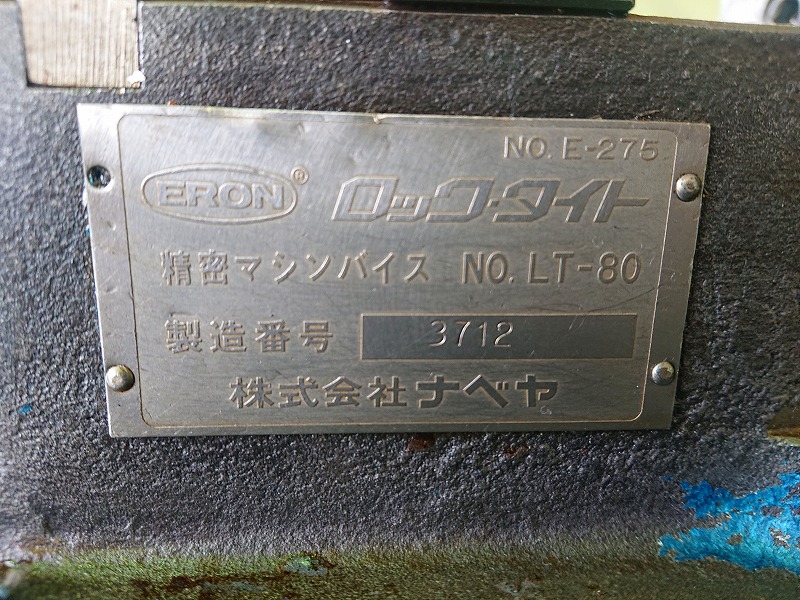 NO. E-275
ERON® ロック・タイト
精密マシンバイス NO. LT-80
製造番号 3712
株式会社ナベヤ